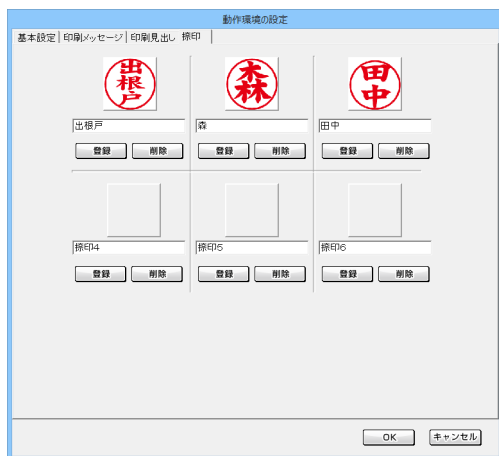 動作環境の設定
基本設定 印刷メッセージ 印刷見出し 捺印
出根戸 森 田中
出根戸 森 田中
登録 削除 登録 削除 登録 削除
捺印4 捺印5 捺印6
登録 削除 登録 削除 登録 削除
OK キャンセル